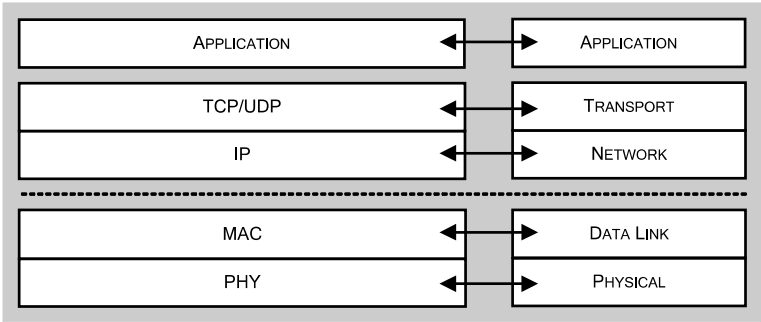 APPLICATION APPLICATION
TCP/UDP TRANSPORT
IP NETWORK
MAC DATA LINK
PHY PHYSICAL